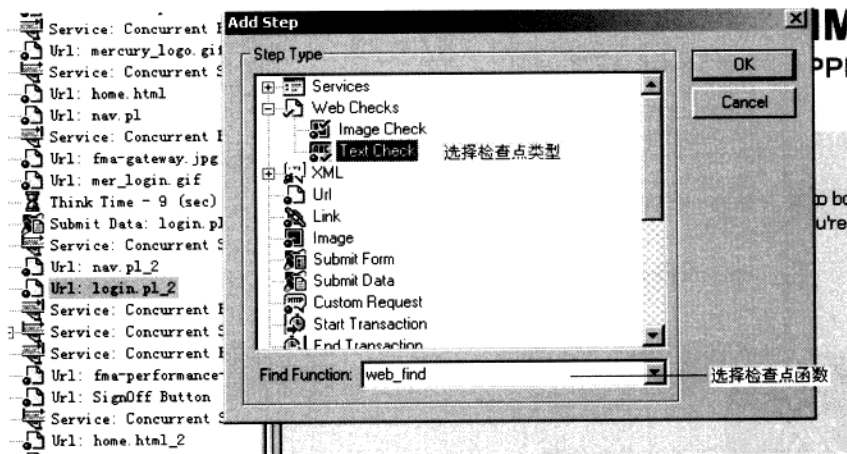 Service: Concurrent
Url: mercury_logo.gif
Service: Concurrent S
Url: home.html
Url: nav.pl
Service: Concurrent
Url: fma-gateway.jpg
Url: mer_login.gif
Think Time - 9 (sec)
Submit Data: login.pl
Service: Concurrent S
Url: nav.pl_2
Url: login.pl_2
Service: Concurrent
Service: Concurrent S
Service: Concurrent
Url: fma-performance-
Url: SignOff Button
Service: Concurrent S
Url: home.html_2
Add Step
Step Type
Services
Web Checks
Image Check
Text Check 选择检查点类型
XML
Url
Link
Image
Submit Form
Submit Data
Custom Request
Start Transaction
End Transaction
Find Function: web_find 选择检查点函数
OK
Cancel
u're